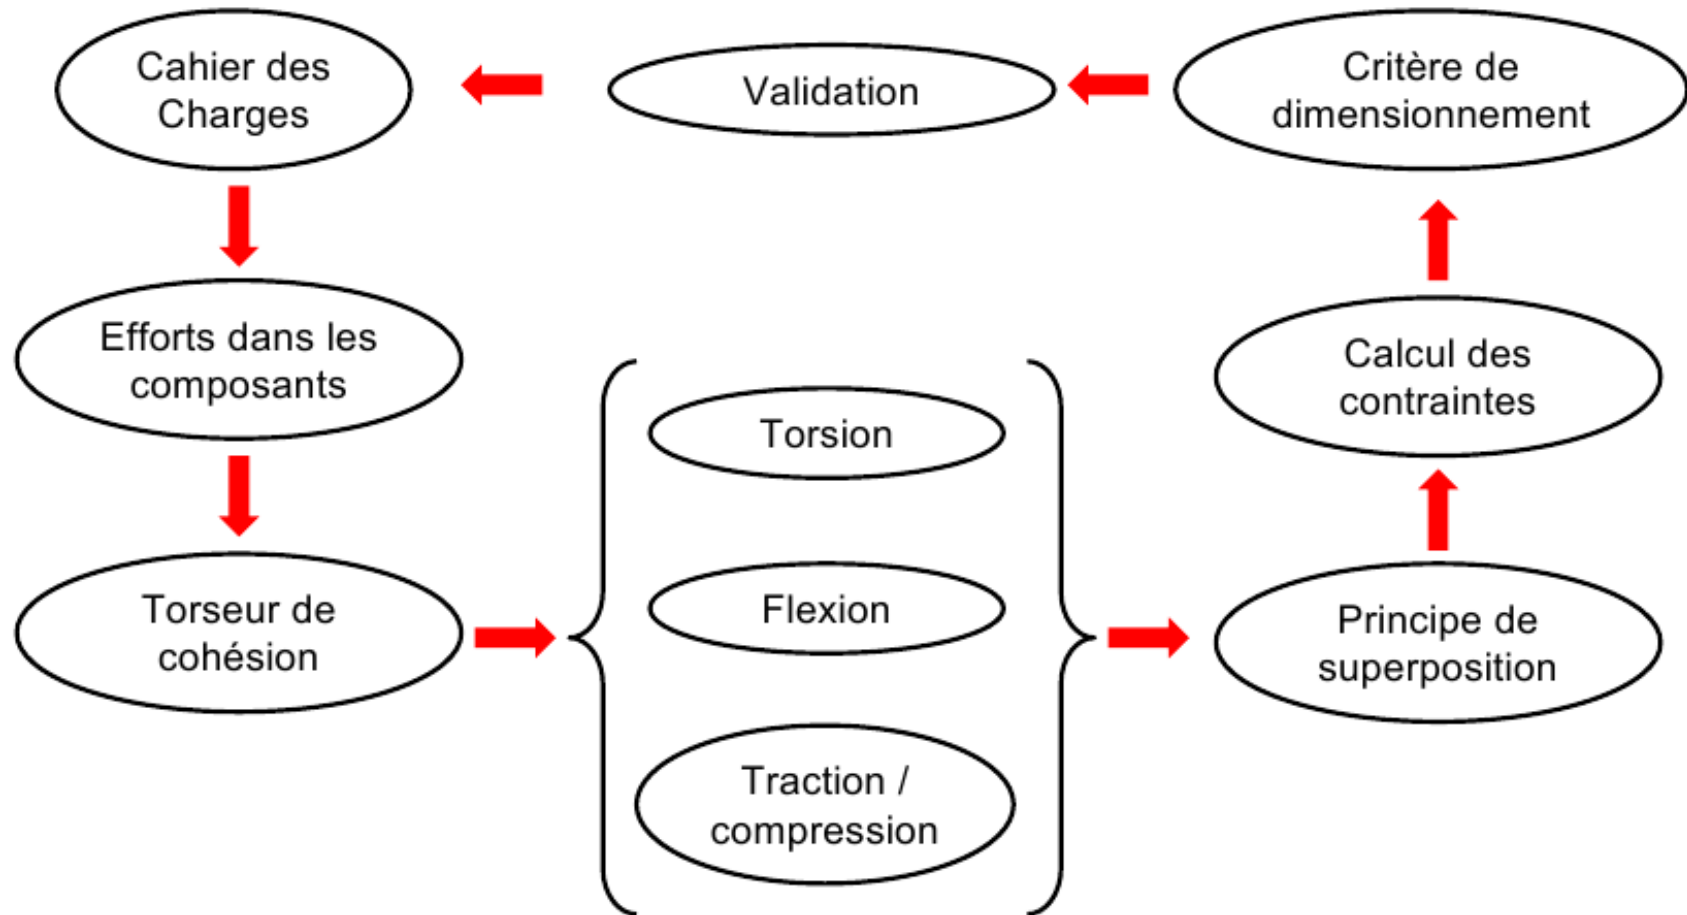 Cahier des
Charges
Validation
Critère de
dimensionnement
Efforts dans les
composants
Calcul des
contraintes
Torsion
Flexion
Torseur de
cohésion
Principe de
superposition
Traction /
compression